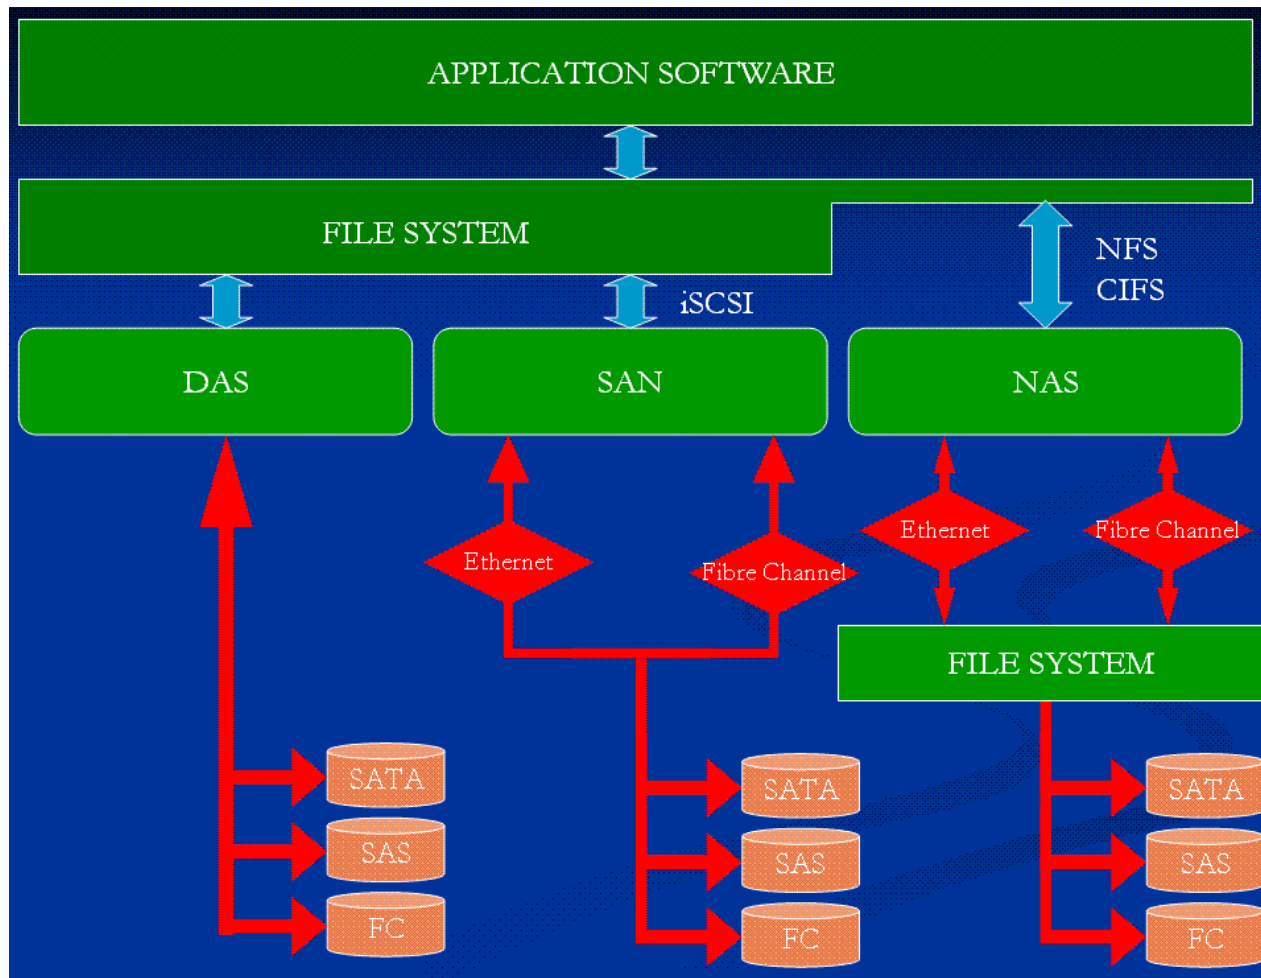 APPLICATION SOFTWARE
FILE SYSTEM
NFS
CIFS
iSCSI
DAS
SAN
NAS
Ethernet
Fibre Channel
Ethernet
Fibre Channel
FILE SYSTEM
SATA
SAS
FC
SATA
SAS
FC
SATA
SAS
FC